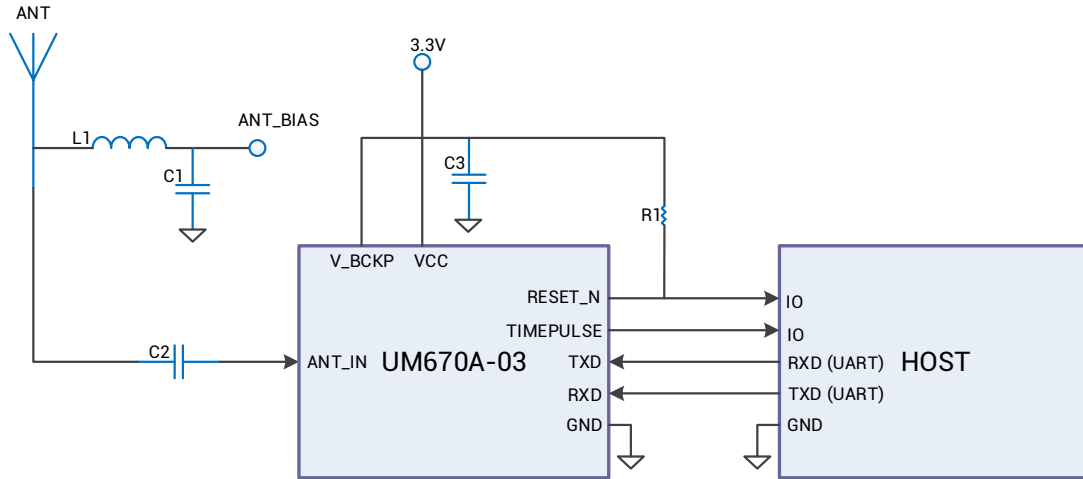 ANT
3.3V
ANT_BIAS
L1
C1
C3
R1
V_BCKP VCC
RESET_N
IO
TIMEPULSE
IO
C2
ANT_IN UM670A-03 TXD
RXD (UART) HOST
RXD
TXD (UART)
GND
GND